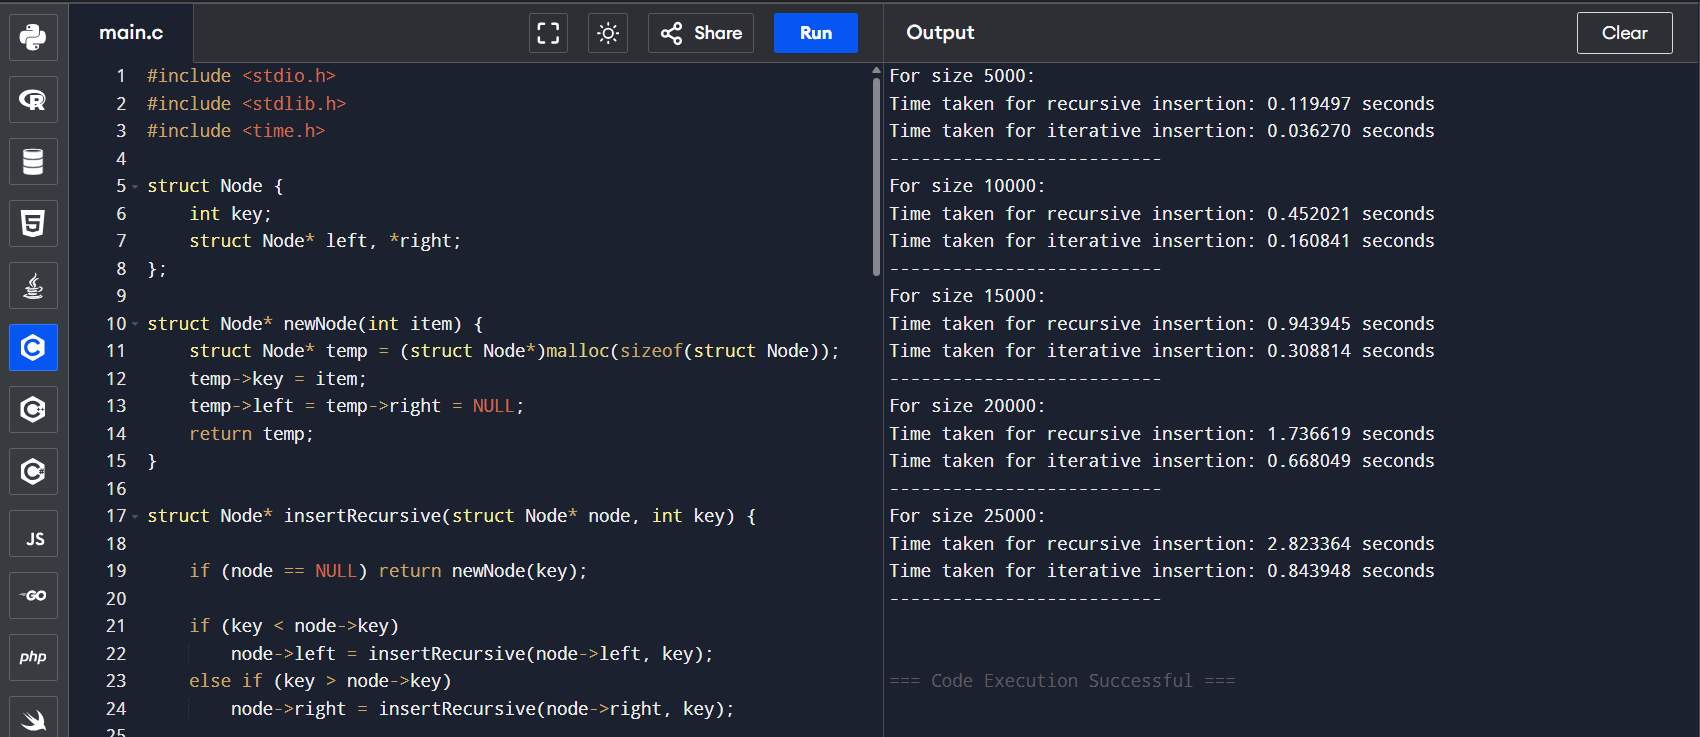 main.c
Share
Run
Output
Clear
1 #include <stdio.h>
2 #include <stdlib.h>
3 #include <time.h>
4
5 struct Node {
6     int key;
7     struct Node* left, *right;
8 };
9
10 struct Node* newNode(int item) {
11     struct Node* temp = (struct Node*)malloc(sizeof(struct Node));
12     temp->key = item;
13     temp->left = temp->right = NULL;
14     return temp;
15 }
16
17 struct Node* insertRecursive(struct Node* node, int key) {
18
19     if (node == NULL) return newNode(key);
20
21     if (key < node->key)
22         node->left = insertRecursive(node->left, key);
23     else if (key > node->key)
24         node->right = insertRecursive(node->right, key);
25
For size 5000:
Time taken for recursive insertion: 0.119497 seconds
Time taken for iterative insertion: 0.036270 seconds
--------------------------
For size 10000:
Time taken for recursive insertion: 0.452021 seconds
Time taken for iterative insertion: 0.160841 seconds
--------------------------
For size 15000:
Time taken for recursive insertion: 0.943945 seconds
Time taken for iterative insertion: 0.308814 seconds
--------------------------
For size 20000:
Time taken for recursive insertion: 1.736619 seconds
Time taken for iterative insertion: 0.668049 seconds
--------------------------
For size 25000:
Time taken for recursive insertion: 2.823364 seconds
Time taken for iterative insertion: 0.843948 seconds
--------------------------
=== Code Execution Successful ===
R
5
C
C++
C#
JS
GO
php